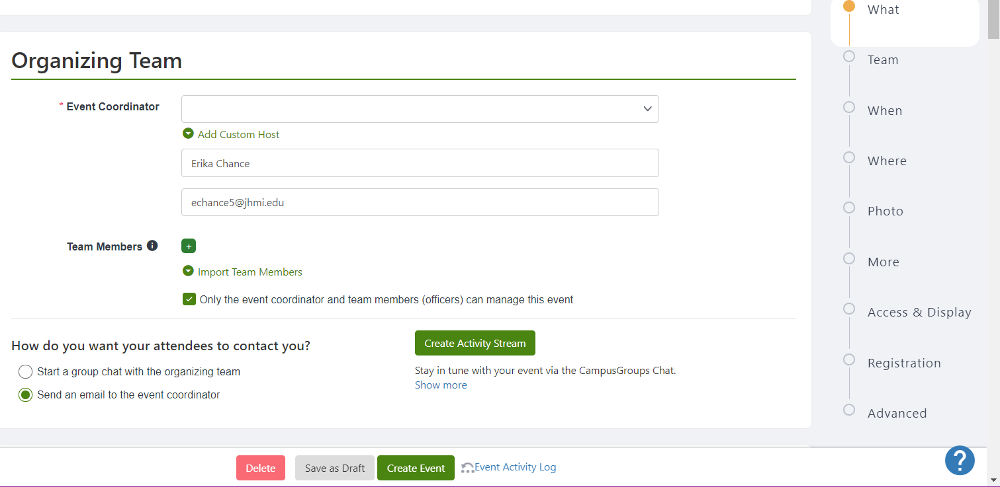 Organizing Team
* Event Coordinator
Add Custom Host
Erika Chance
echance5@jhmi.edu
Team Members
+
Import Team Members
Only the event coordinator and team members (officers) can manage this event
How do you want your attendees to contact you?
Start a group chat with the organizing team
Send an email to the event coordinator
Create Activity Stream
Stay in tune with your event via the CampusGroups Chat.
Show more
Delete
Save as Draft
Create Event
Event Activity Log
What
Team
When
Where
Photo
More
Access & Display
Registration
Advanced
?